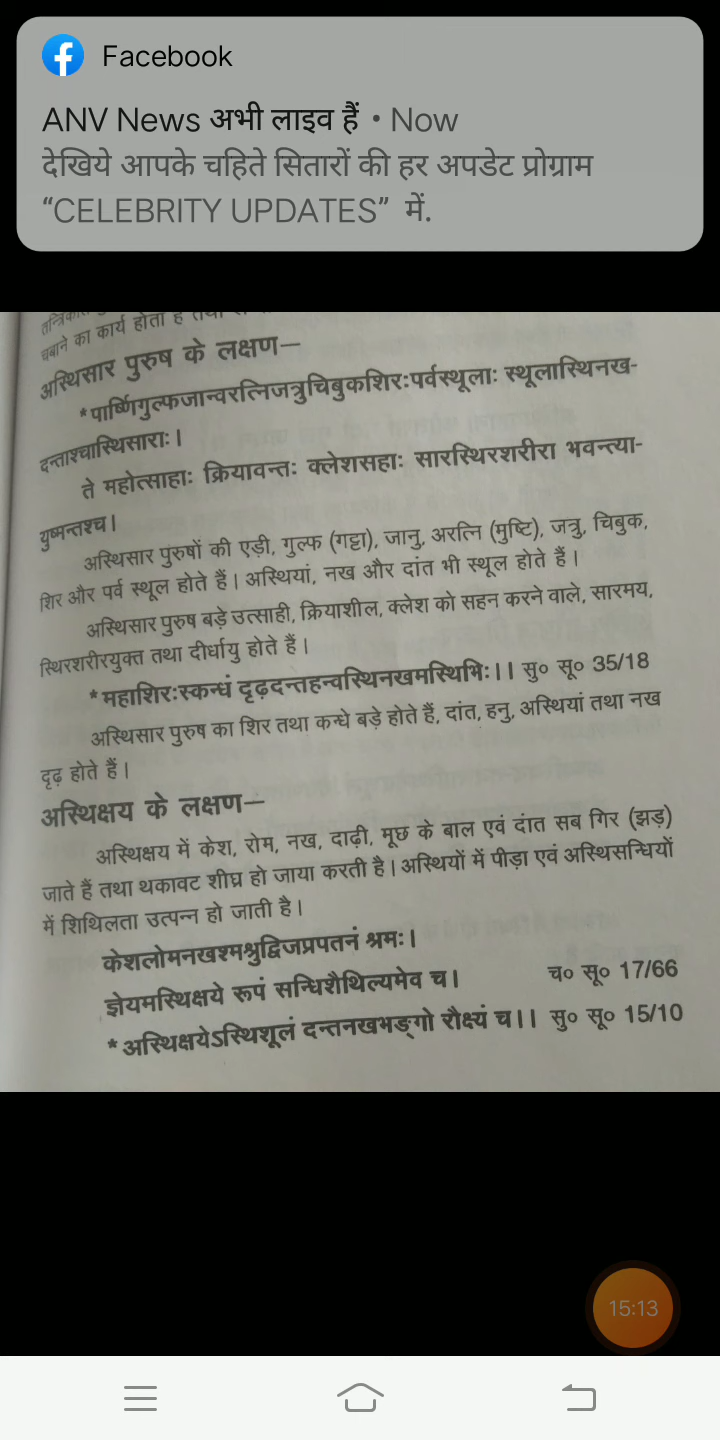 Facebook
ANV News अभी लाइव हैं • Now
देखिये आपके चहिते सितारों की हर अपडेट प्रोग्राम
“CELEBRITY UPDATES” में.
चबाने का कार्य होता है तथा
अस्थिसार पुरुष के लक्षण—
*पार्ष्णिगुल्फजान्वरत्निजत्रुचिबुकशिरःपर्वस्थूलाः स्थूलास्थिनख-
दन्ताश्चास्थिसाराः।
ते महोत्साहाः क्रियावन्तः क्लेशसहाः सारस्थिरशरीरा भवन्त्या-
युष्मन्तश्च।
अस्थिसार पुरुषों की एड़ी, गुल्फ (गट्टा), जानु, अरत्नि (मुष्टि), जत्रु, चिबुक,
शिर और पर्व स्थूल होते हैं। अस्थियां, नख और दांत भी स्थूल होते हैं।
अस्थिसार पुरुष बड़े उत्साही, क्रियाशील, क्लेश को सहन करने वाले, सारमय,
स्थिरशरीरयुक्त तथा दीर्घायु होते हैं।
*महाशिरःस्कन्धं दृढ़दन्तहन्वस्थिनखमस्थिभिः।। सु० सू० 35/18
अस्थिसार पुरुष का शिर तथा कन्धे बड़े होते हैं, दांत, हनु, अस्थियां तथा नख
दृढ़ होते हैं।
अस्थिक्षय के लक्षण—
अस्थिक्षय में केश, रोम, नख, दाढ़ी, मूछ के बाल एवं दांत सब गिर (झड़)
जाते हैं तथा थकावट शीघ्र हो जाया करती है। अस्थियों में पीड़ा एवं अस्थिसन्धियों
में शिथिलता उत्पन्न हो जाती है।
केशलोमनखश्मश्रुद्विजप्रपतनं श्रमः।
ज्ञेयमस्थिक्षये रूपं सन्धिशैथिल्यमेव च। च० सू० 17/66
*अस्थिक्षयेऽस्थिशूलं दन्तनखभङ्गो रौक्ष्यं च।। सु० सू० 15/10
15:13